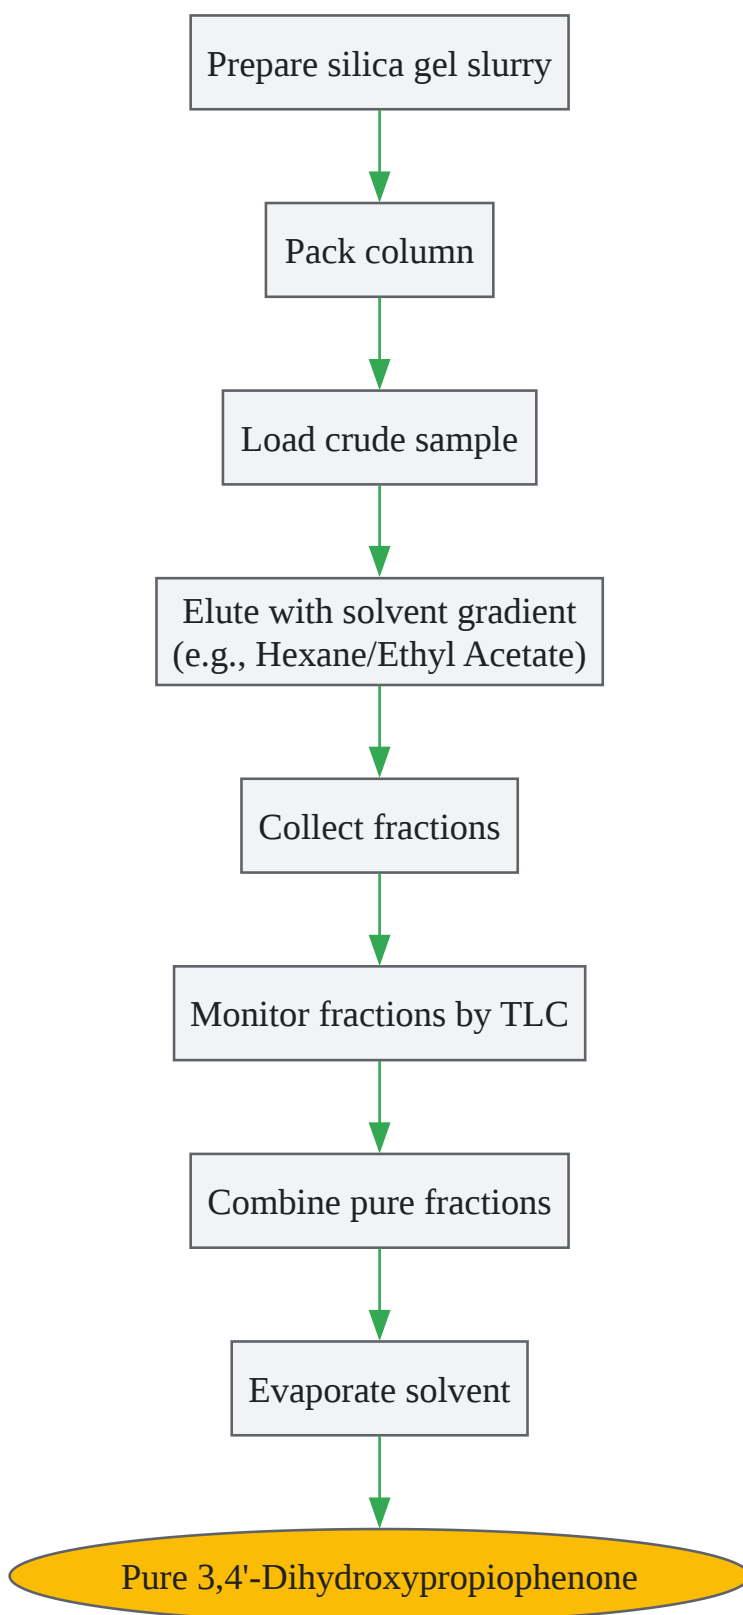 Prepare silica gel slurry
Pack column
Load crude sample
Elute with solvent gradient
(e.g., Hexane/Ethyl Acetate)
Collect fractions
Monitor fractions by TLC
Combine pure fractions
Evaporate solvent
Pure 3,4'-Dihydroxypropiophenone